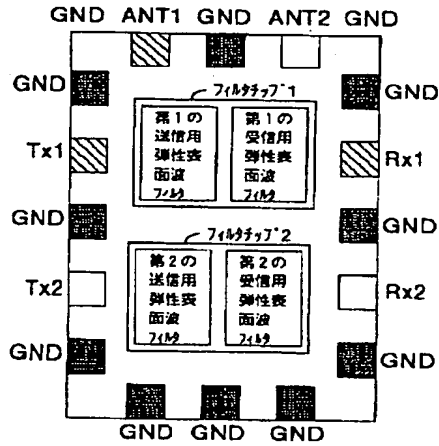 GND ANT1 GND ANT2 GND
GND
GND
フィルタチップ1
第1の
送信用
弾性表
面波
フィルタ
第1の
受信用
弾性表
面波
フィルタ
Tx1
Rx1
GND
GND
フィルタチップ2
第2の
送信用
弾性表
面波
フィルタ
第2の
受信用
弾性表
面波
フィルタ
Tx2
Rx2
GND
GND
GND GND GND